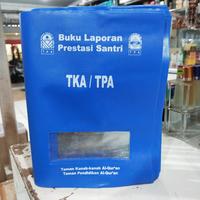 Buku Laporan
Prestasi Santri
TKA / TPA
Taman Kanak-kanak Al-Qur'an
Taman Pendidikan Al-Qur'an